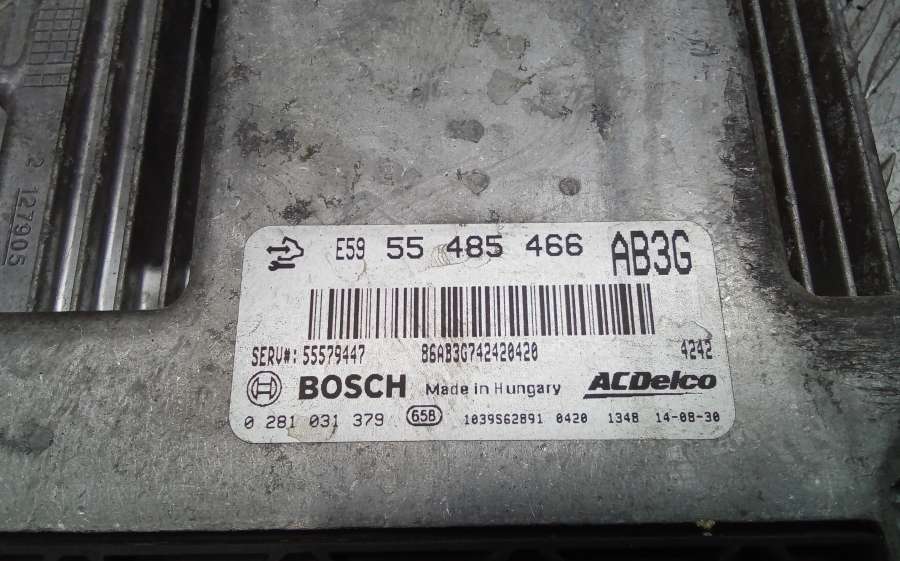 2 127905
E59 55 485 466 AB3G
SERV#: 55579447 86AB3G742420420 4242
BOSCH Made in Hungary ACDelco
0 281 031 379 65B 1039S62891 0420 134B 14-08-30